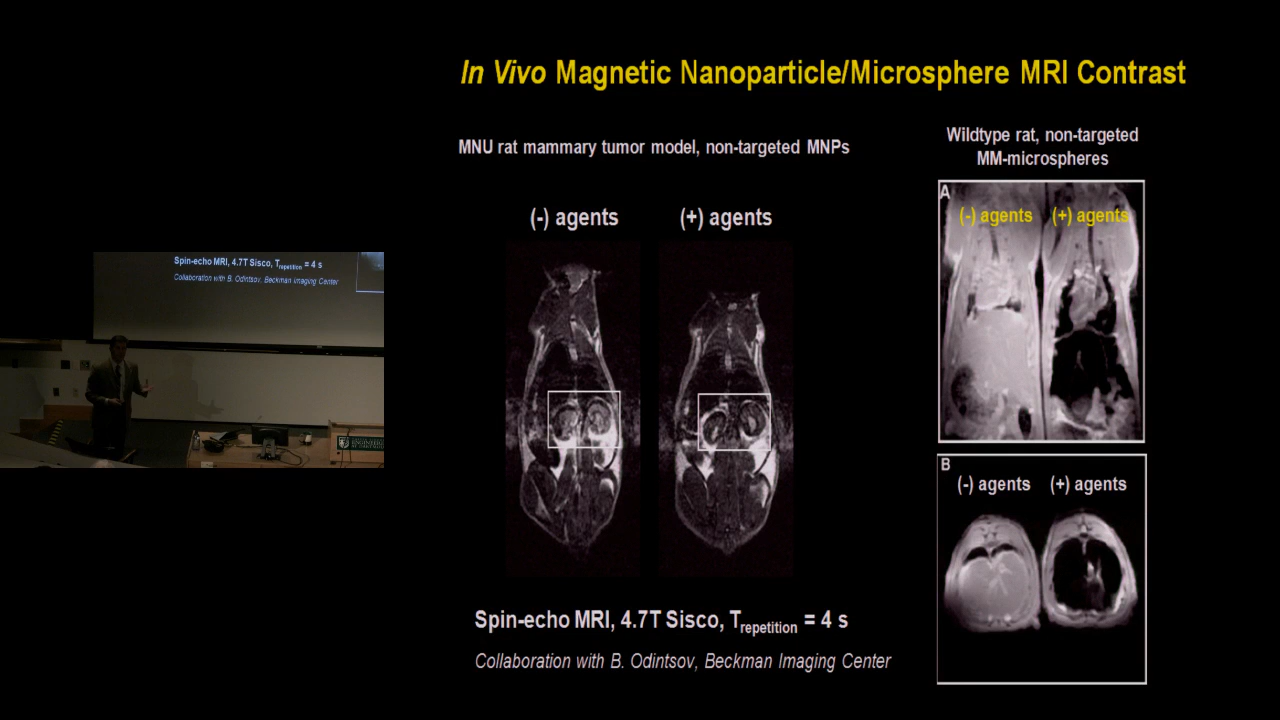 In Vivo Magnetic Nanoparticle/Microsphere MRI Contrast
MNU rat mammary tumor model, non-targeted MNPs
Wildtype rat, non-targeted
MM-microspheres
(-) agents
(+) agents
A
(-) agents
(+) agents
B
(-) agents
(+) agents
Spin-echo MRI, 4.7T Sisco, Trepetition = 4 s
Collaboration with B. Odintsov, Beckman Imaging Center
Spin-echo MRI, 4.7T Sisco, Trepetition = 4 s
Collaboration with B. Odintsov, Beckman Imaging Center